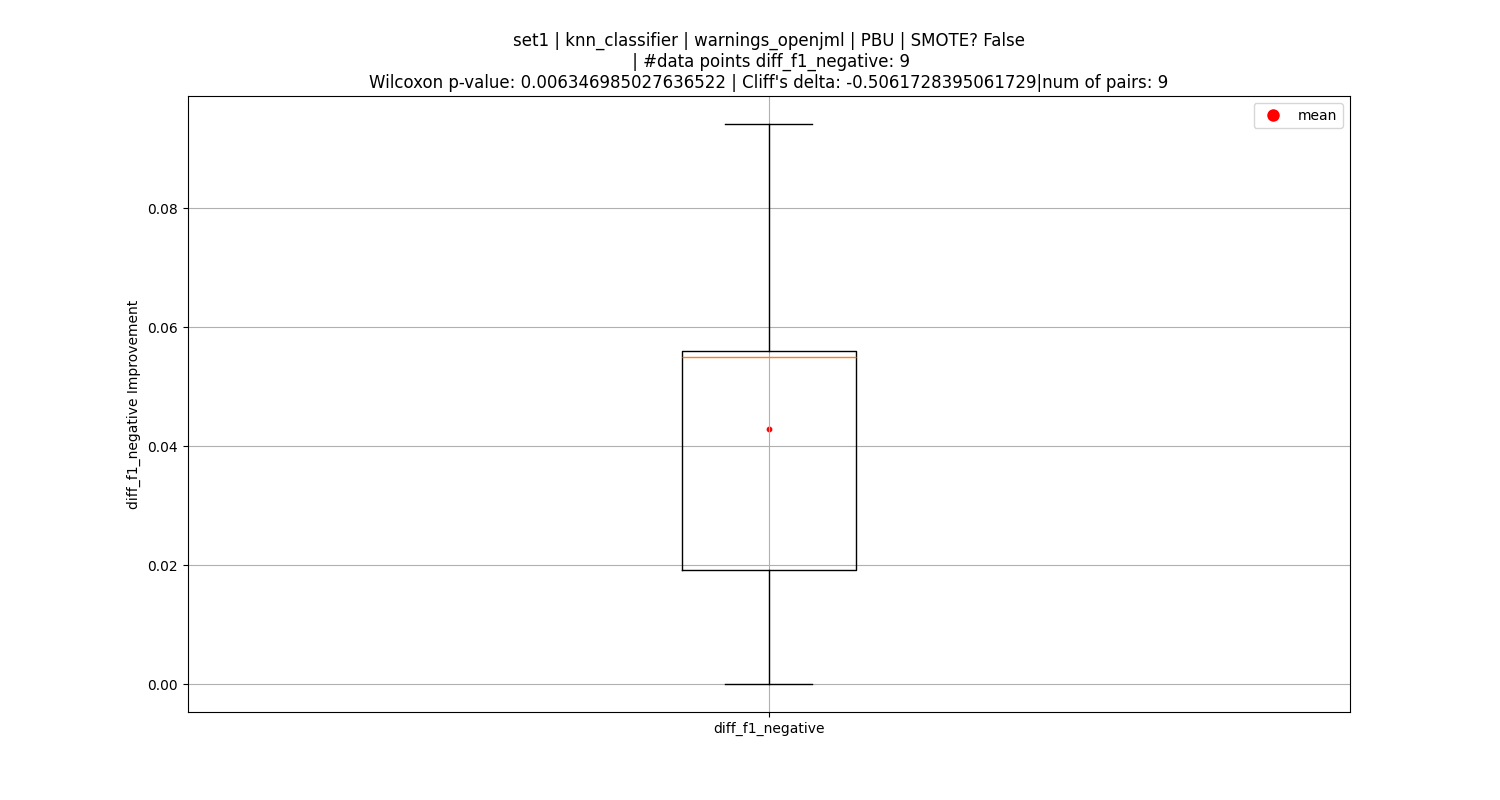 set1 | knn_classifier | warnings_openjml | PBU | SMOTE? False
| #data points diff_f1_negative: 9
Wilcoxon p-value: 0.006346985027636522 | Cliff's delta: -0.5061728395061729|num of pairs: 9
mean
diff_f1_negative Improvement
0.08
0.06
0.04
0.02
0.00
diff_f1_negative